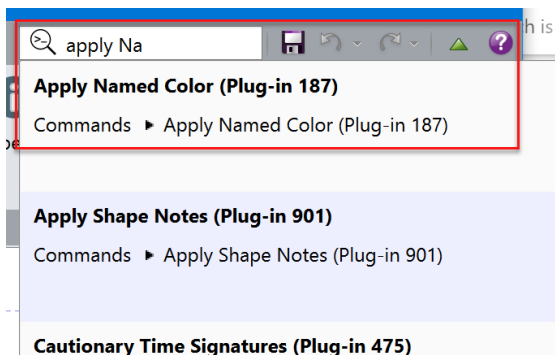 apply Na
h is
Apply Named Color (Plug-in 187)
Commands ▸ Apply Named Color (Plug-in 187)
Apply Shape Notes (Plug-in 901)
Commands ▸ Apply Shape Notes (Plug-in 901)
Cautionary Time Signatures (Plug-in 475)